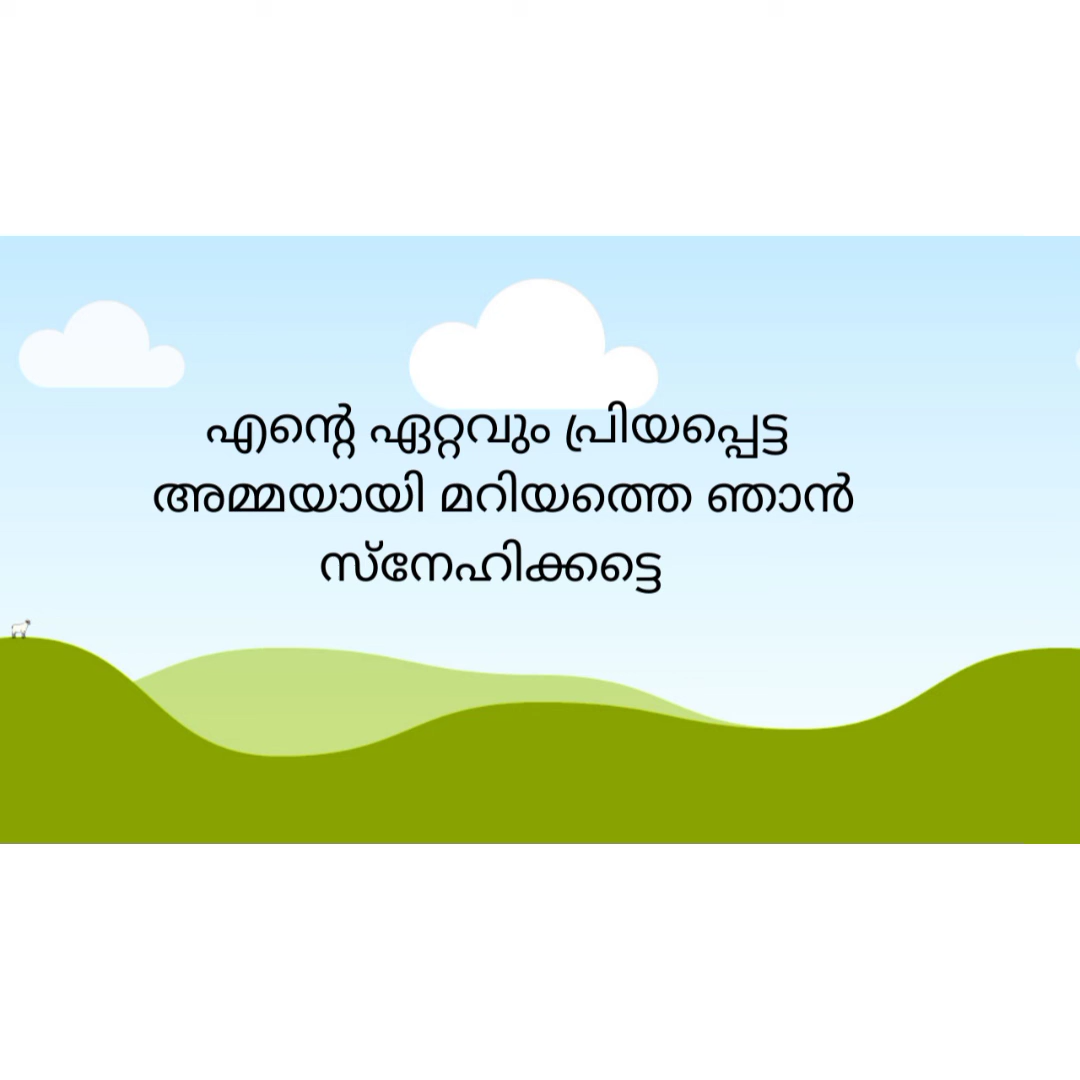 എന്റെ ഏറ്റവും പ്രിയപ്പെട്ട
അമ്മയായി മറിയത്തെ ഞാൻ
സ്നേഹിക്കട്ടെ